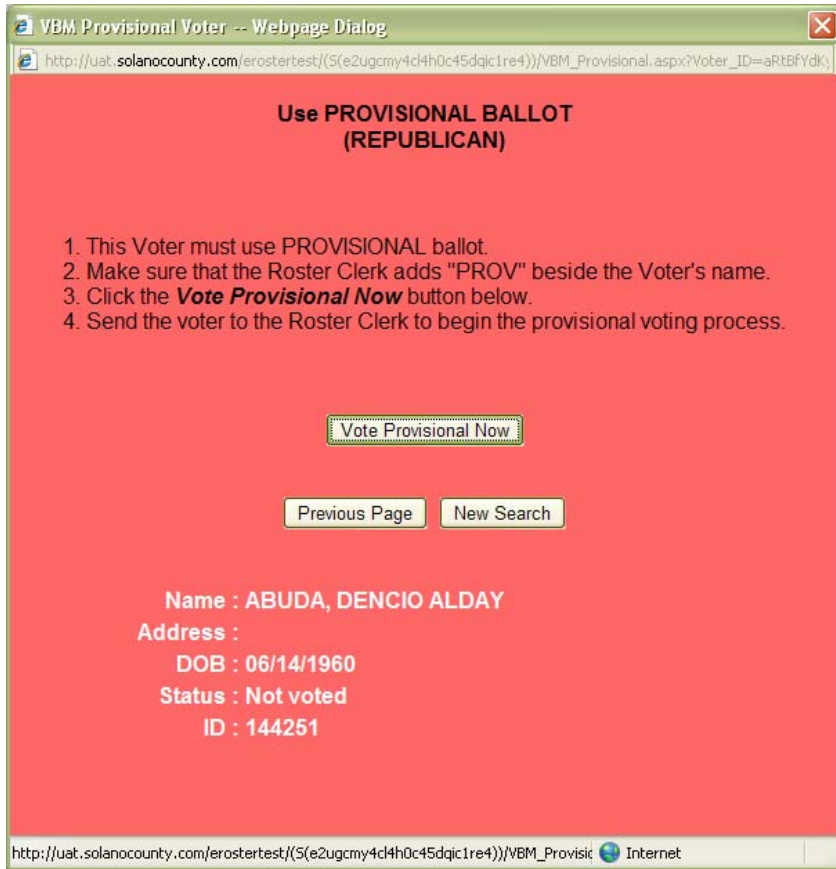 VBM Provisional Voter -- Webpage Dialog
http://uat.solanocounty.com/erostertest/(S(e2ugcmy4cl4h0c45dqic1re4))/VBM_Provisional.aspx?Voter_ID=aRtBfYdK
Use PROVISIONAL BALLOT
(REPUBLICAN)
1. This Voter must use PROVISIONAL ballot.
2. Make sure that the Roster Clerk adds "PROV" beside the Voter's name.
3. Click the Vote Provisional Now button below.
4. Send the voter to the Roster Clerk to begin the provisional voting process.
Vote Provisional Now
Previous Page New Search
Name : ABUDA, DENCIO ALDAY
Address :
DOB : 06/14/1960
Status : Not voted
ID : 144251
http://uat.solanocounty.com/erostertest/(S(e2ugcmy4cl4h0c45dqic1re4))/VBM_Provisic Internet